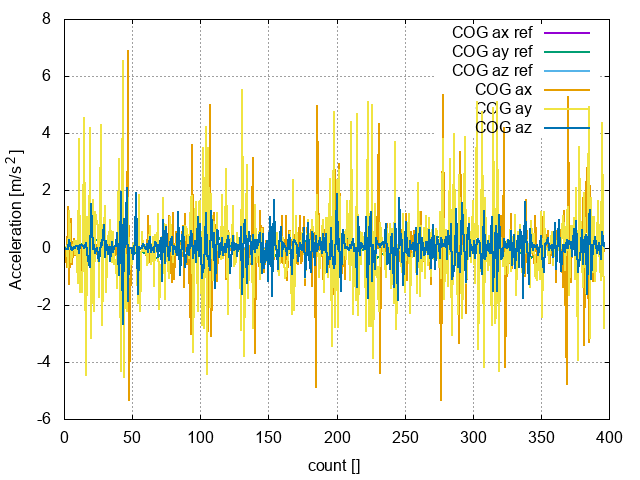 8
6
4
2
0
-2
-4
-6
Acceleration [m/s²]
COG ax ref
COG ay ref
COG az ref
COG ax
COG ay
COG az
0 50 100 150 200 250 300 350 400
count []